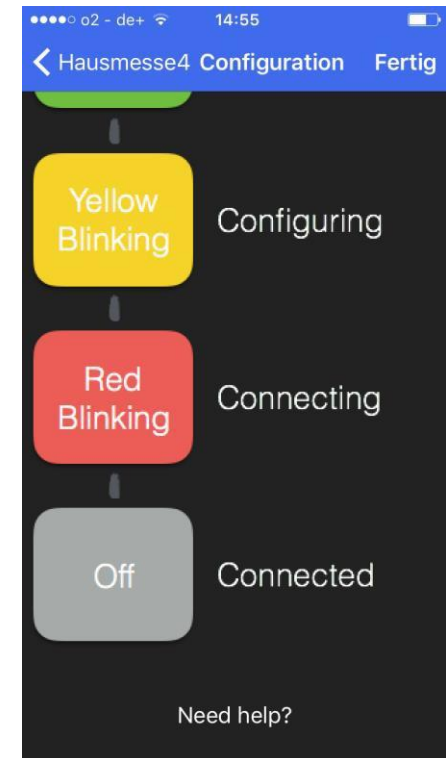 o2 - de+ 14:55
Hausmesse4 Configuration Fertig
Yellow
Blinking
Configuring
Red
Blinking
Connecting
Off
Connected
Need help?